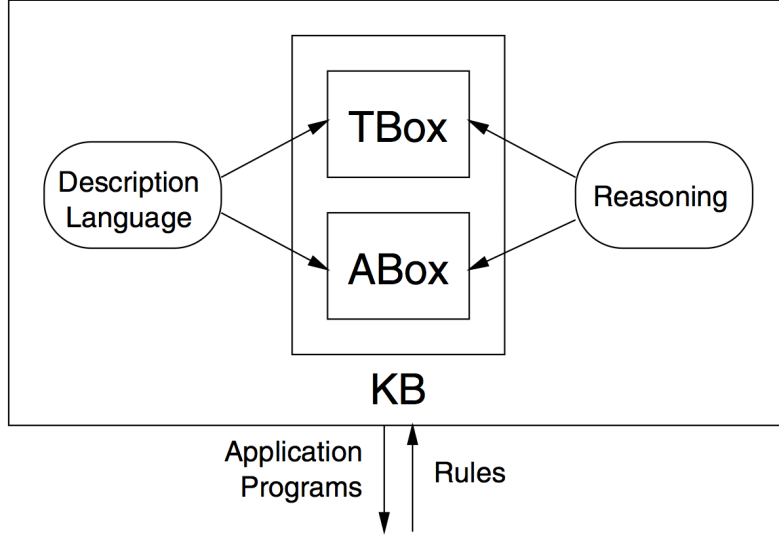 TBox
Description
Language
Reasoning
ABox
KB
Application
Programs
Rules